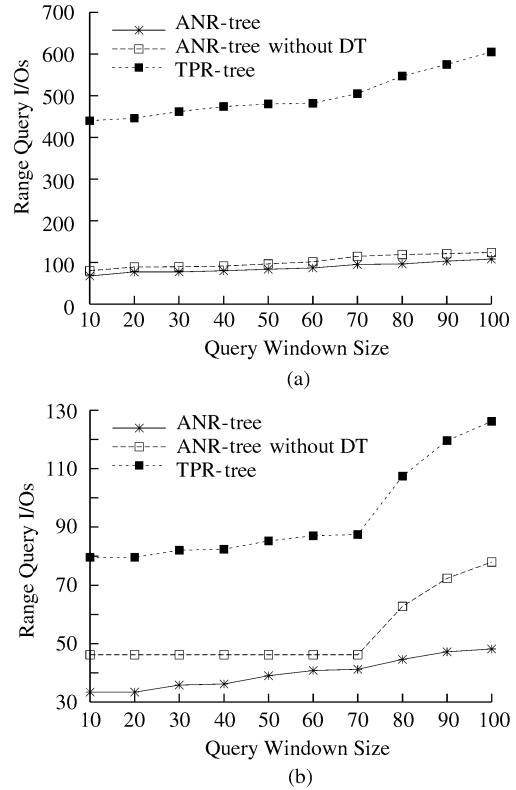 700
600
500
400
300
200
100
0
Range Query I/Os
ANR-tree
ANR-tree without DT
TPR-tree
10 20 30 40 50 60 70 80 90 100
Query Windown Size
(a)
130
110
90
70
50
30
Range Query I/Os
ANR-tree
ANR-tree without DT
TPR-tree
10 20 30 40 50 60 70 80 90 100
Query Windown Size
(b)